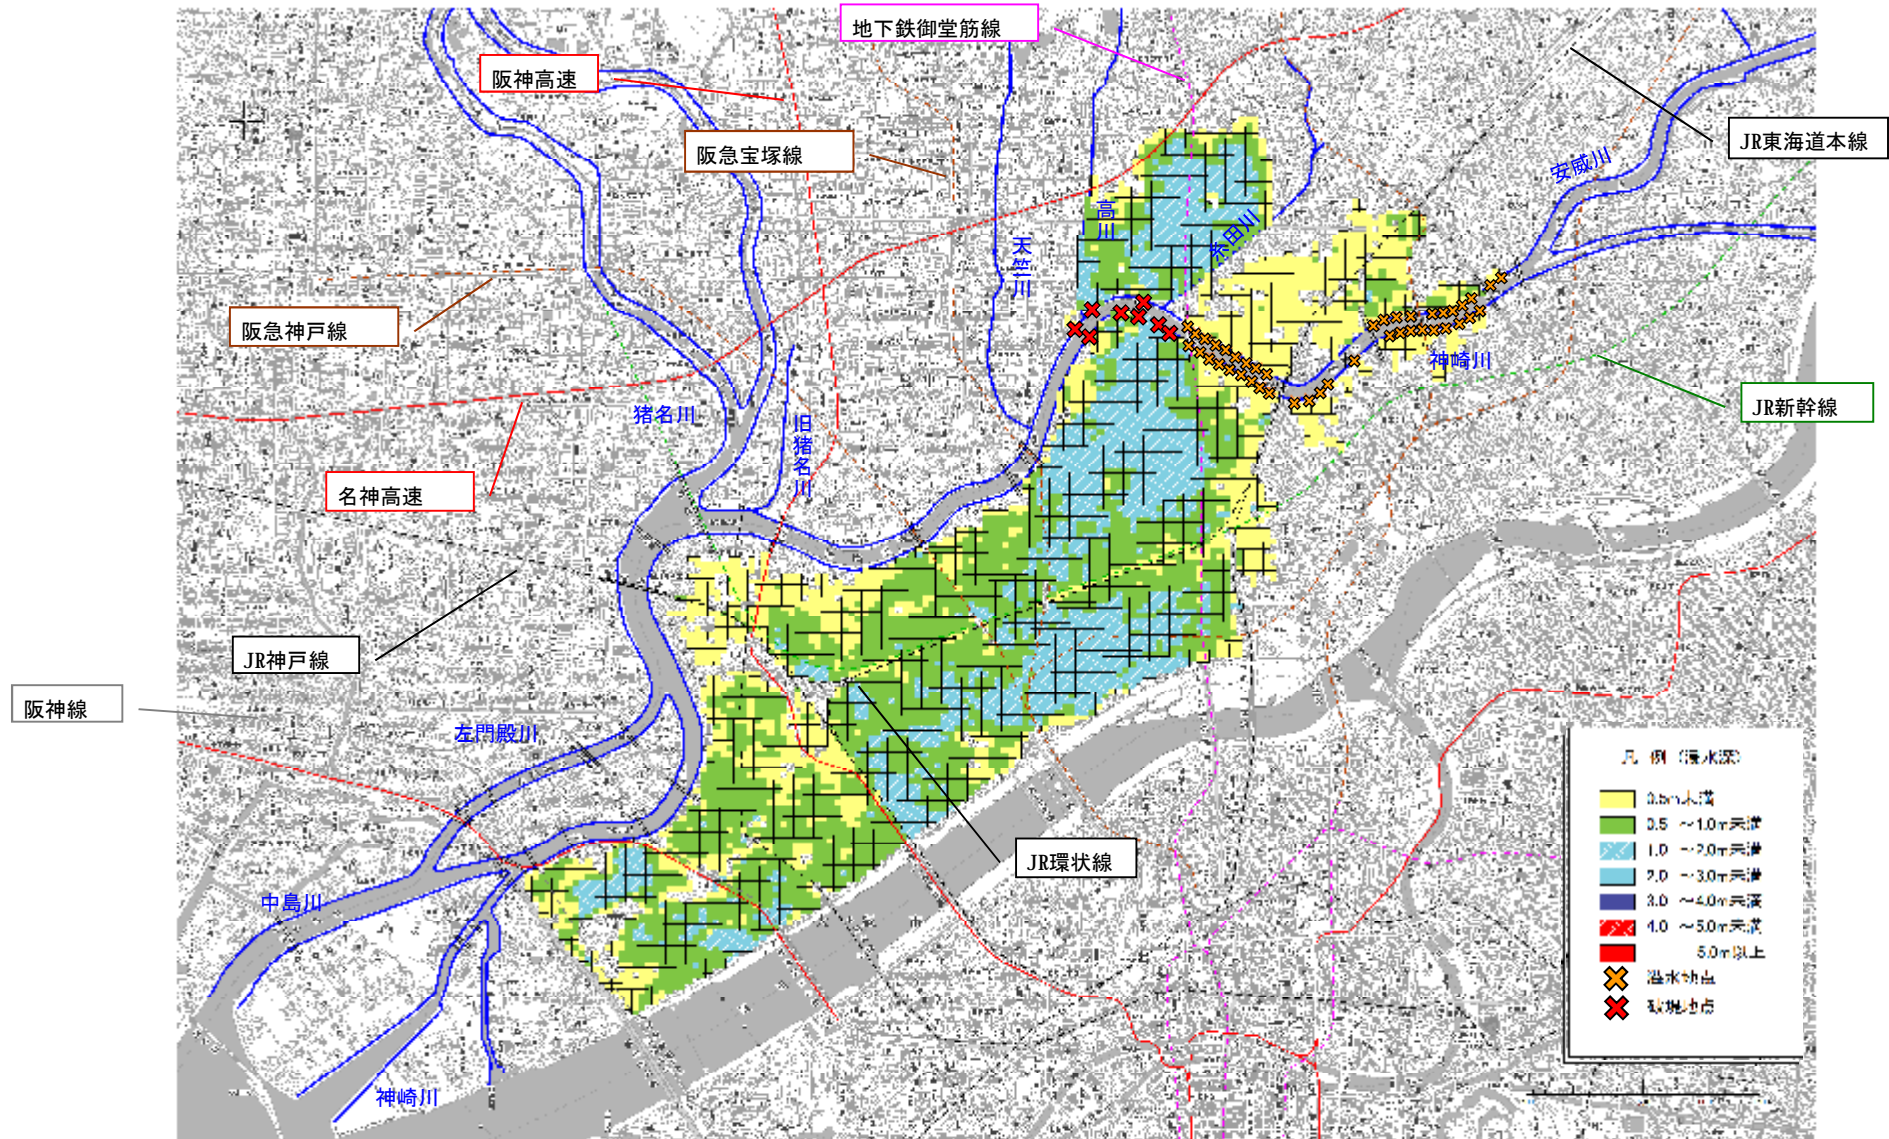 地下鉄御堂筋線
阪神高速
阪急宝塚線
JR東海道本線
安威川
高川
糸田川
天竺川
阪急神戸線
神崎川
JR新幹線
猪名川
旧猪名川
名神高速
JR神戸線
阪神線
左門殿川
JR環状線
中島川
神崎川
凡 例 (浸水深)
0.5m未満
0.5 ~1.0m未満
1.0 ~2.0m未満
2.0 ~3.0m未満
3.0 ~4.0m未満
4.0 ~5.0m未満
5.0m以上
溢水地点
破堤地点